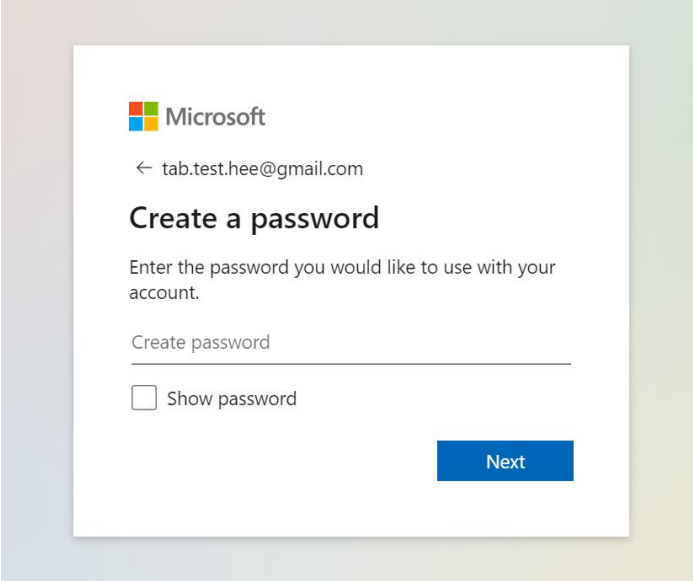 Microsoft
← tab.test.hee@gmail.com
Create a password
Enter the password you would like to use with your
account.
Create password
Show password
Next